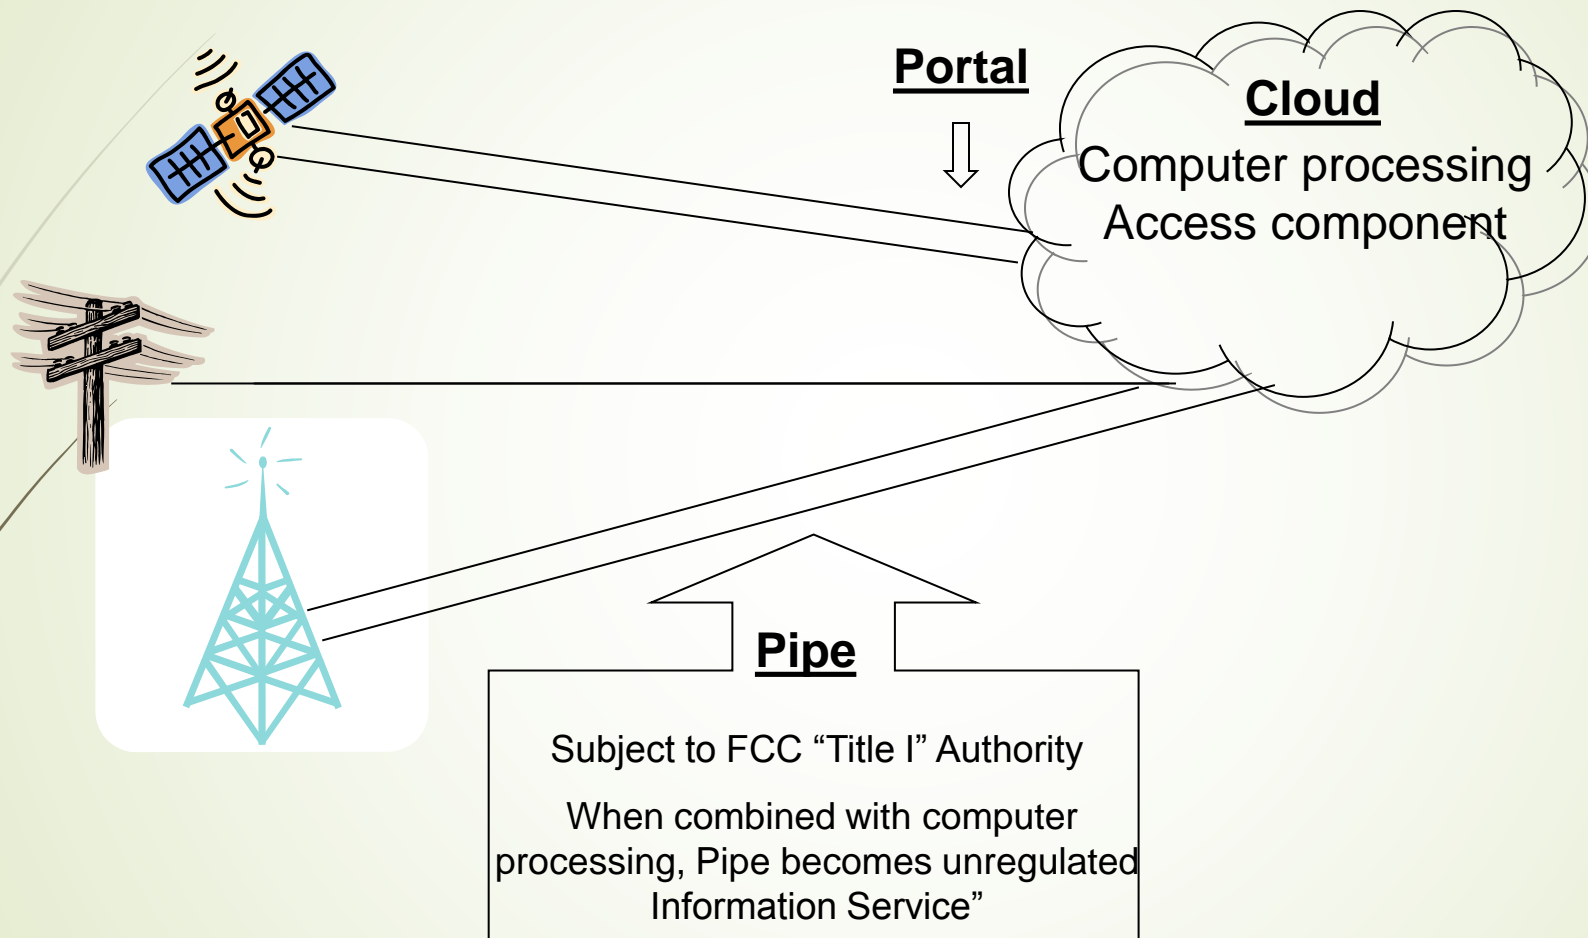 Portal
Cloud
Computer processing
Access component
Pipe
Subject to FCC “Title I” Authority
When combined with computer
processing, Pipe becomes unregulated
Information Service”